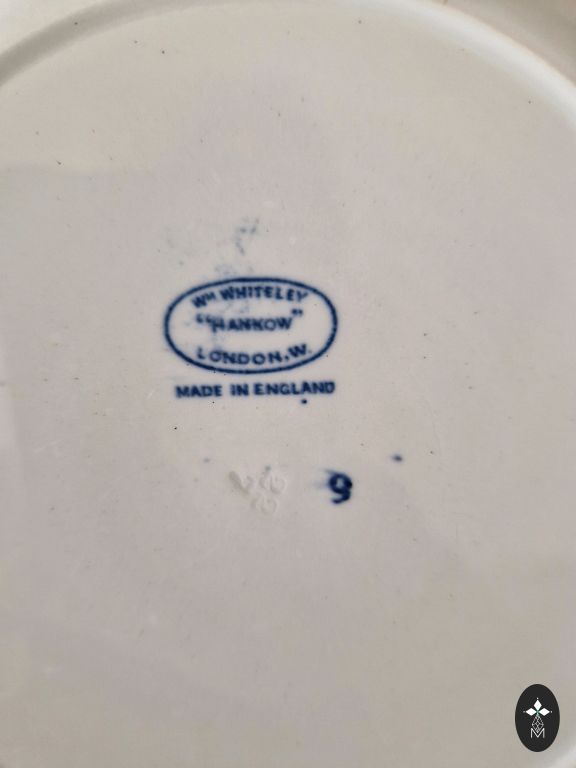 Wᴹ WHITELEY
"HANKOW"
LONDON, W.
MADE IN ENGLAND
9